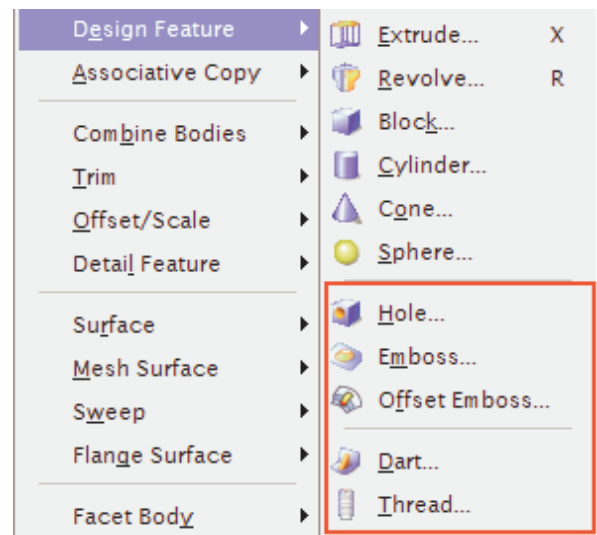 Design Feature
Associative Copy
Combine Bodies
Trim
Offset/Scale
Detail Feature
Surface
Mesh Surface
Sweep
Flange Surface
Facet Body
Extrude... X
Revolve... R
Block...
Cylinder...
Cone...
Sphere...
Hole...
Emboss...
Offset Emboss...
Dart...
Thread...